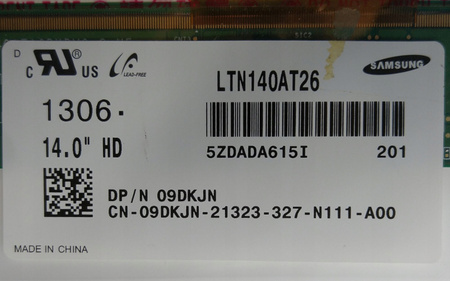 D
c RU US LEAD-FREE
LTN140AT26
SAMSUNG
1306.
14.0" HD
5ZDADA615I 201
DP/N 09DKJN
CN-09DKJN-21323-327-N111-A00
MADE IN CHINA